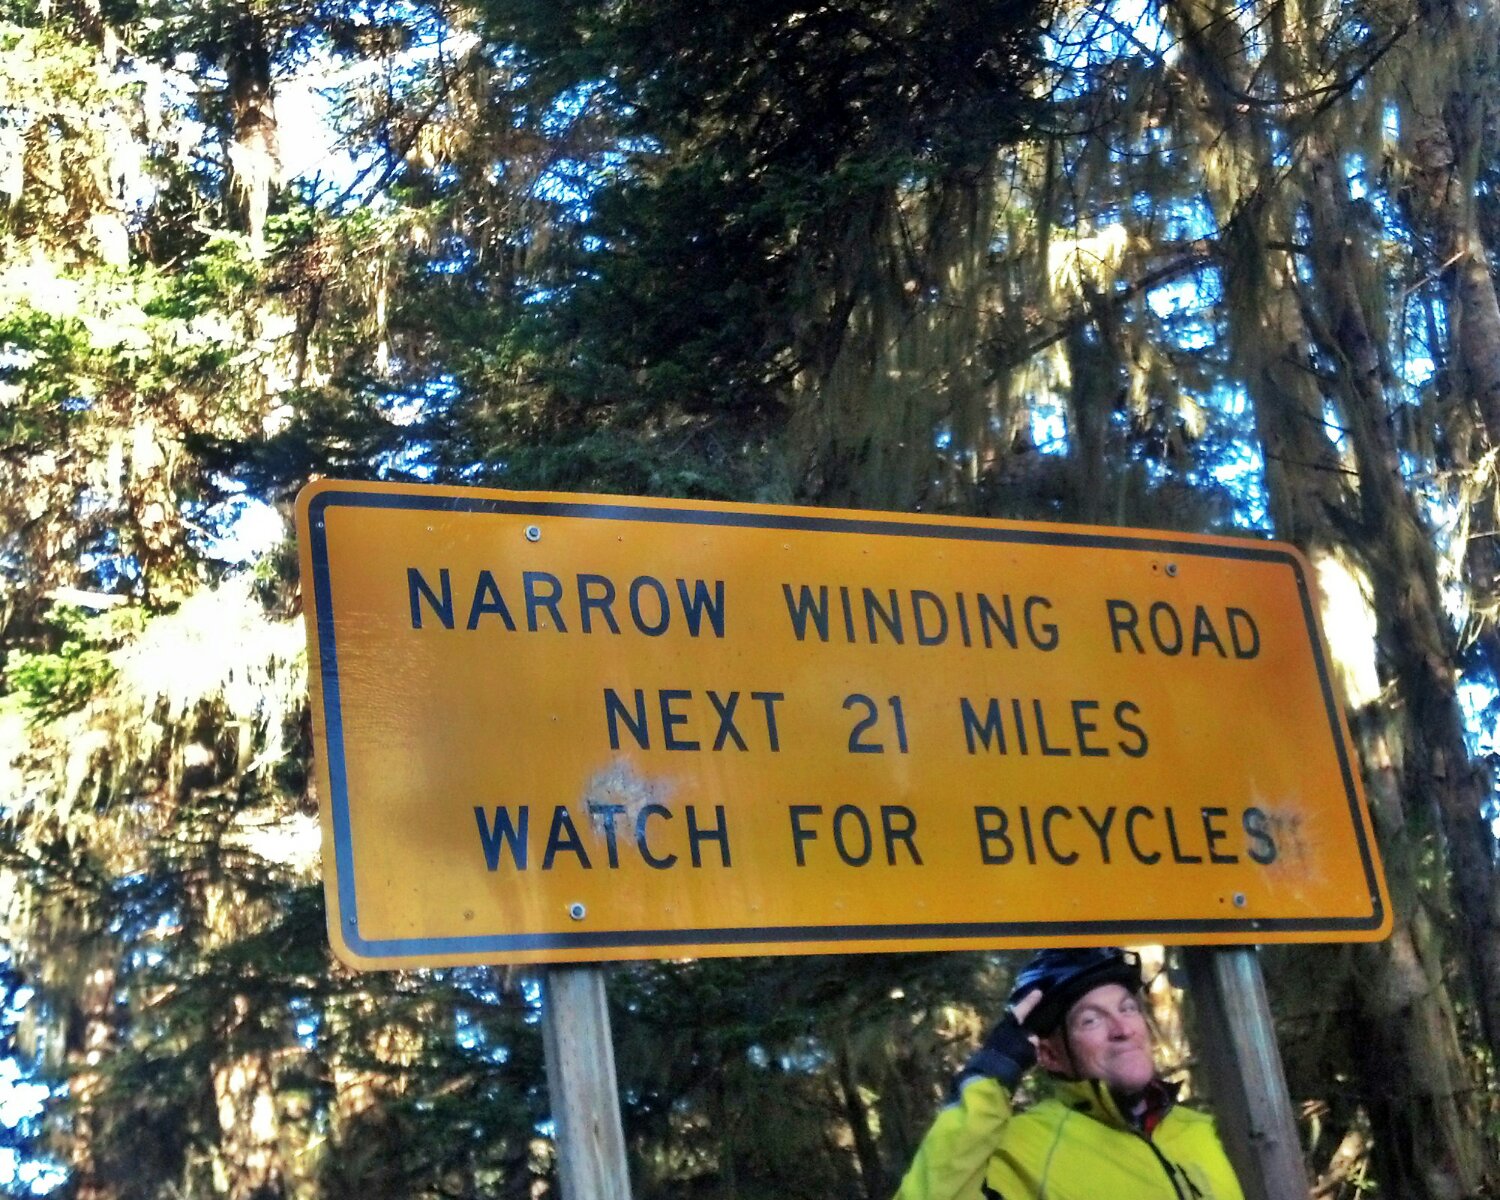 NARROW WINDING ROAD
NEXT 21 MILES
WATCH FOR BICYCLES